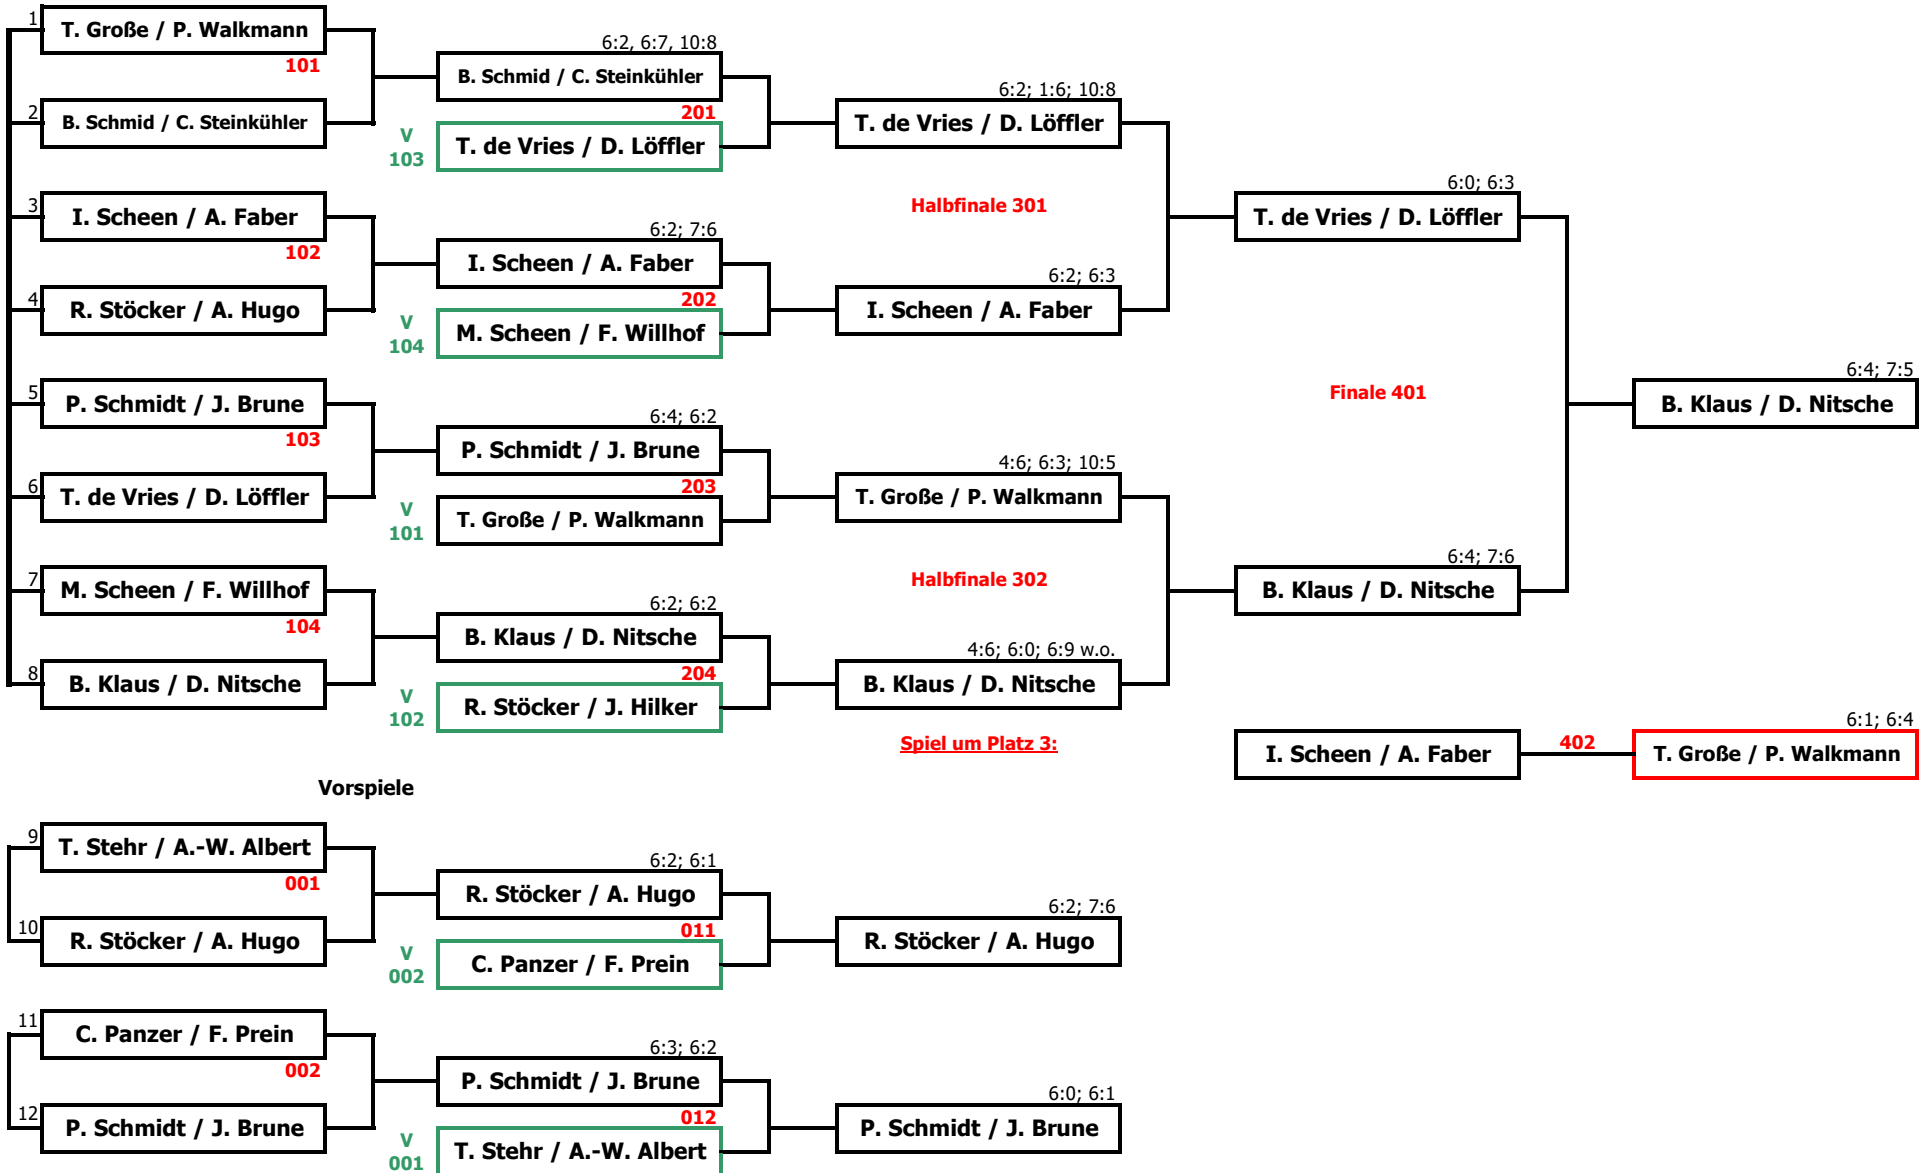 1
T. Große / P. Walkmann
101
2
B. Schmid / C. Steinkühler
3
I. Scheen / A. Faber
102
4
R. Stöcker / A. Hugo
5
P. Schmidt / J. Brune
103
6
T. de Vries / D. Löffler
7
M. Scheen / F. Willhof
104
8
B. Klaus / D. Nitsche
6:2, 6:7, 10:8
B. Schmid / C. Steinkühler
201
V
103
T. de Vries / D. Löffler
6:2; 7:6
I. Scheen / A. Faber
202
V
104
M. Scheen / F. Willhof
6:4; 6:2
P. Schmidt / J. Brune
203
V
101
T. Große / P. Walkmann
6:2; 6:2
B. Klaus / D. Nitsche
204
V
102
R. Stöcker / J. Hilker
6:2; 1:6; 10:8
T. de Vries / D. Löffler
Halbfinale 301
6:2; 6:3
I. Scheen / A. Faber
4:6; 6:3; 10:5
T. Große / P. Walkmann
Halbfinale 302
4:6; 6:0; 6:9 w.o.
B. Klaus / D. Nitsche
6:0; 6:3
T. de Vries / D. Löffler
Finale 401
6:4; 7:6
B. Klaus / D. Nitsche
6:4; 7:5
B. Klaus / D. Nitsche
Spiel um Platz 3:
I. Scheen / A. Faber
402
6:1; 6:4
T. Große / P. Walkmann
Vorspiele
9
T. Stehr / A.-W. Albert
001
10
R. Stöcker / A. Hugo
11
C. Panzer / F. Prein
002
12
P. Schmidt / J. Brune
6:2; 6:1
R. Stöcker / A. Hugo
011
V
002
C. Panzer / F. Prein
6:3; 6:2
P. Schmidt / J. Brune
012
V
001
T. Stehr / A.-W. Albert
6:2; 7:6
R. Stöcker / A. Hugo
6:0; 6:1
P. Schmidt / J. Brune